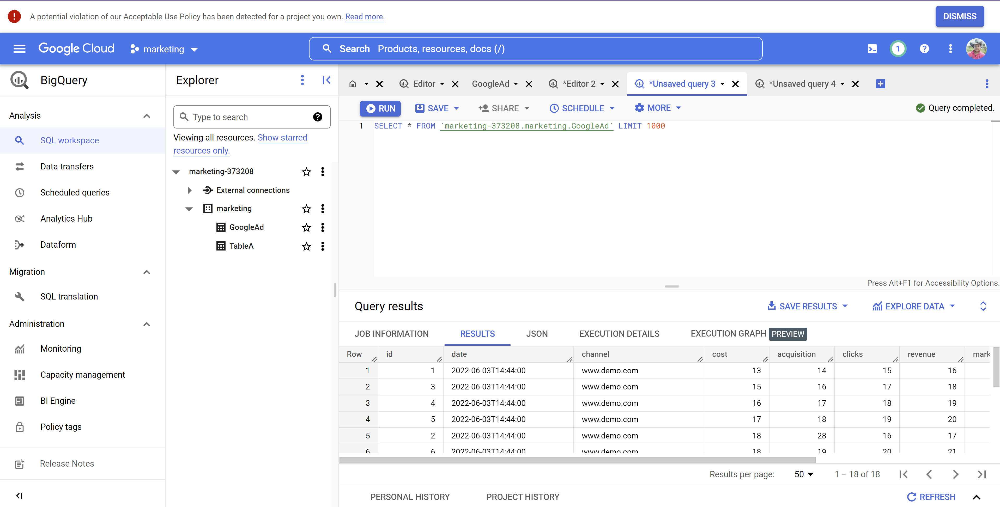 A potential violation of our Acceptable Use Policy has been detected for a project you own. Read more.
DISMISS
Google Cloud
marketing
Search Products, resources, docs (/)
1
BigQuery
Analysis
SQL workspace
Data transfers
Scheduled queries
Analytics Hub
Dataform
Migration
SQL translation
Administration
Monitoring
Capacity management
BI Engine
Policy tags
Release Notes
Explorer
Type to search
Viewing all resources. Show starred
resources only.
marketing-373208
External connections
marketing
GoogleAd
TableA
Editor
GoogleAd
*Editor 2
*Unsaved query 3
*Unsaved query 4
RUN
SAVE
SHARE
SCHEDULE
MORE
Query completed.
1 SELECT * FROM `marketing-373208.marketing.GoogleAd` LIMIT 1000
Press Alt+F1 for Accessibility Options.
Query results
SAVE RESULTS
EXPLORE DATA
JOB INFORMATION
RESULTS
JSON
EXECUTION DETAILS
EXECUTION GRAPH PREVIEW
Row id date channel cost acquisition clicks revenue mark
1 1 2022-06-03T14:44:00 www.demo.com 13 14 15 16
2 3 2022-06-03T14:44:00 www.demo.com 15 16 17 18
3 4 2022-06-03T14:44:00 www.demo.com 16 17 18 19
4 5 2022-06-03T14:44:00 www.demo.com 17 18 19 20
5 2 2022-06-03T14:44:00 www.demo.com 18 28 16 17
6 6 2022-06-03T14:44:00 www.demo.com 18 19 20 21
Results per page: 50 1 – 18 of 18
PERSONAL HISTORY
PROJECT HISTORY
REFRESH